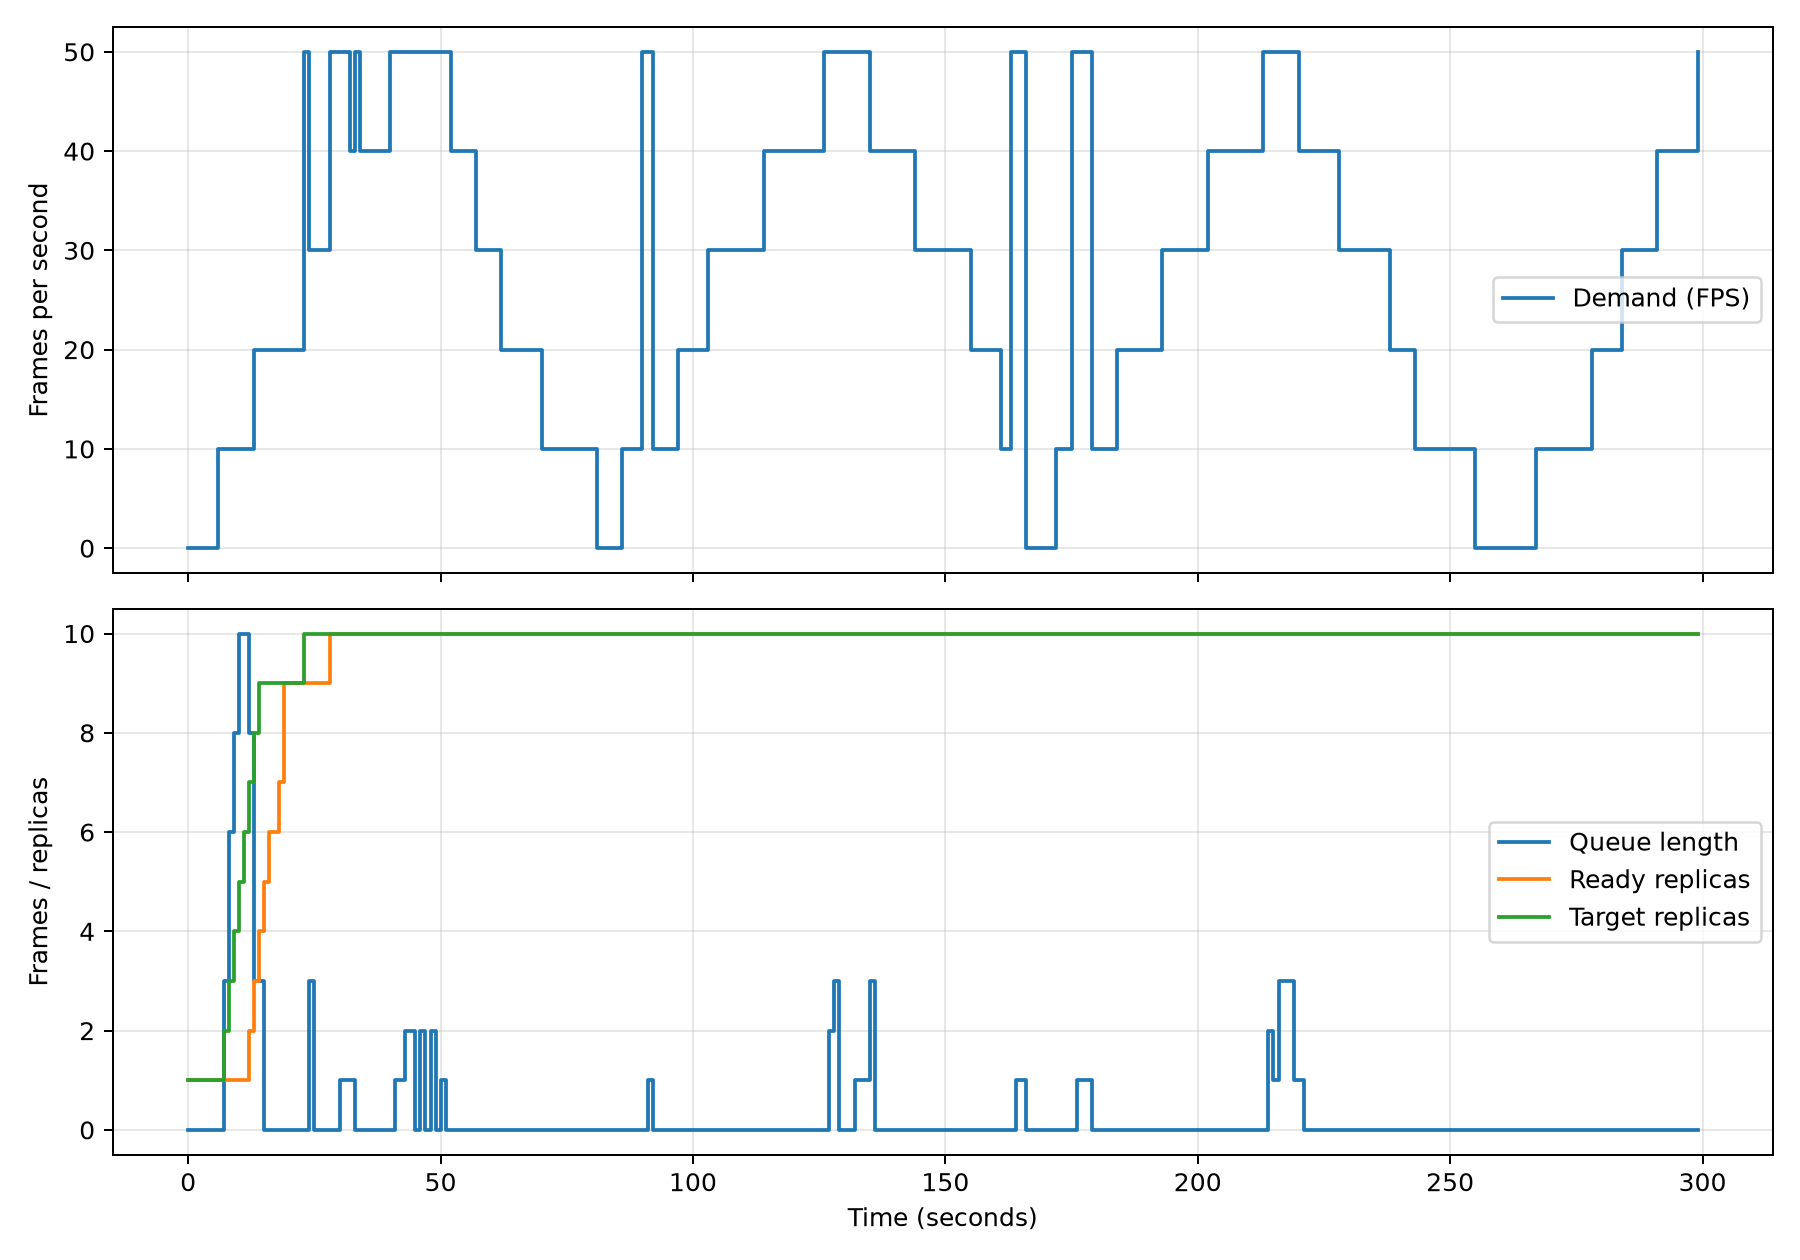 50
40
30
20
10
0
Frames per second
Demand (FPS)
10
8
6
4
2
0
Frames / replicas
Queue length
Ready replicas
Target replicas
0 50 100 150 200 250 300
Time (seconds)